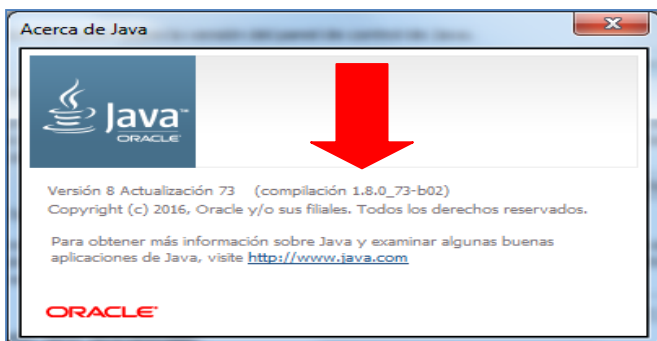 Acerca de Java
Java™
ORACLE
Versión 8 Actualización 73 (compilación 1.8.0_73-b02)
Copyright (c) 2016, Oracle y/o sus filiales. Todos los derechos reservados.
Para obtener más información sobre Java y examinar algunas buenas
aplicaciones de Java, visite http://www.java.com
ORACLE®